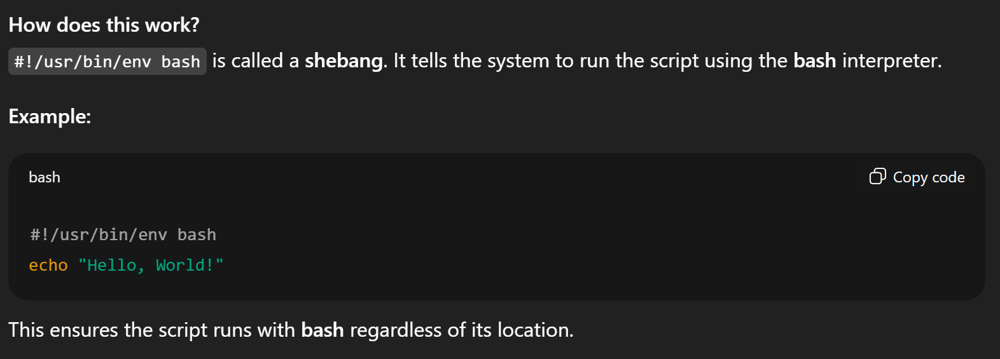 How does this work?
#!/usr/bin/env bash is called a shebang. It tells the system to run the script using the bash interpreter.
Example:
bash
Copy code
#!/usr/bin/env bash
echo "Hello, World!"
This ensures the script runs with bash regardless of its location.